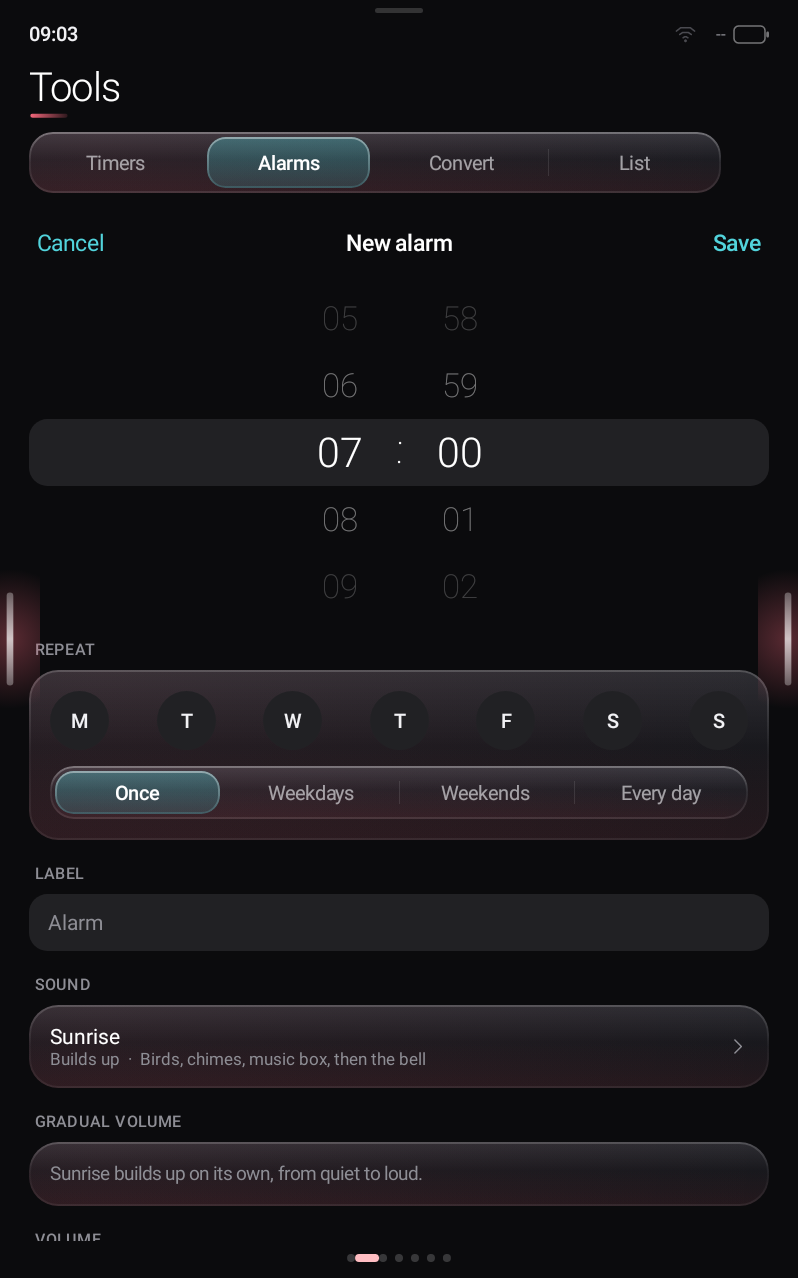 09:03
--
Tools
Timers Alarms Convert List
Cancel New alarm Save
05 58
06 59
07 : 00
08 01
09 02
REPEAT
M T W T F S S
Once Weekdays Weekends Every day
LABEL
Alarm
SOUND
Sunrise
Builds up · Birds, chimes, music box, then the bell
GRADUAL VOLUME
Sunrise builds up on its own, from quiet to loud.
VOLUME